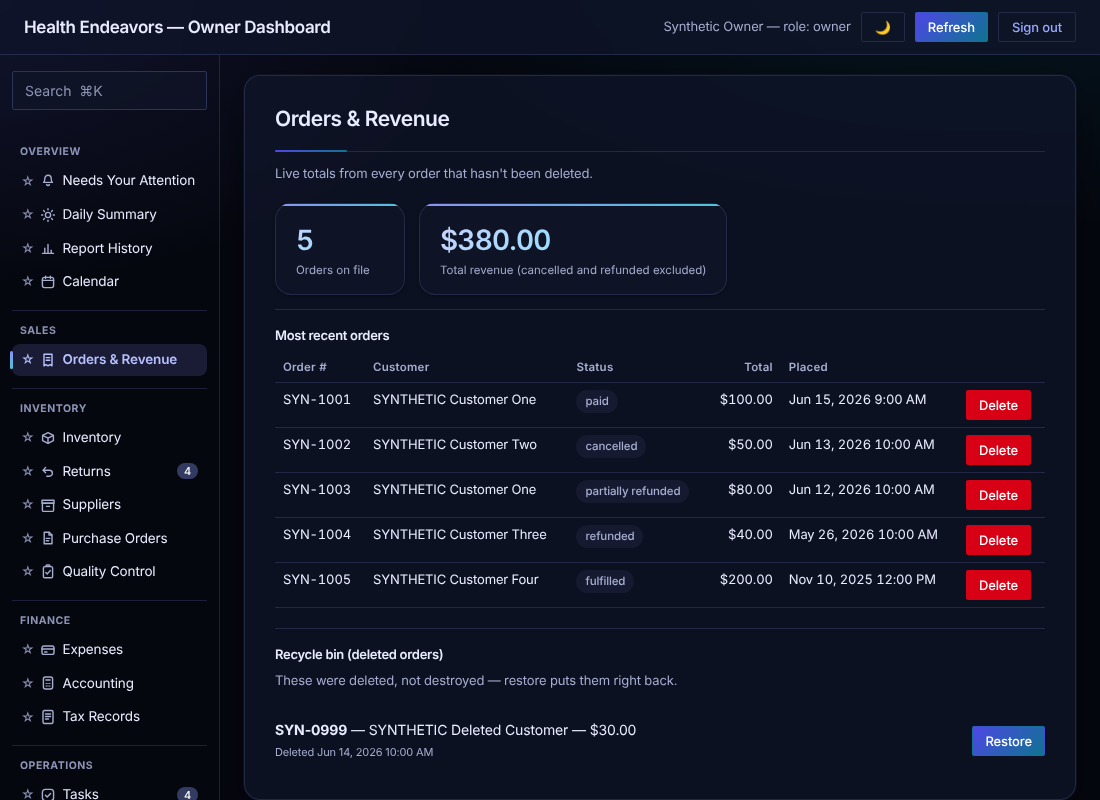 Health Endeavors — Owner Dashboard
Synthetic Owner — role: owner
Refresh
Sign out
Search ⌘K
OVERVIEW
Needs Your Attention
Daily Summary
Report History
Calendar
SALES
Orders & Revenue
INVENTORY
Inventory
Returns 4
Suppliers
Purchase Orders
Quality Control
FINANCE
Expenses
Accounting
Tax Records
OPERATIONS
Tasks 4
Orders & Revenue
Live totals from every order that hasn't been deleted.
5
Orders on file
$380.00
Total revenue (cancelled and refunded excluded)
Most recent orders
Order # Customer Status Total Placed
SYN-1001 SYNTHETIC Customer One paid $100.00 Jun 15, 2026 9:00 AM Delete
SYN-1002 SYNTHETIC Customer Two cancelled $50.00 Jun 13, 2026 10:00 AM Delete
SYN-1003 SYNTHETIC Customer One partially refunded $80.00 Jun 12, 2026 10:00 AM Delete
SYN-1004 SYNTHETIC Customer Three refunded $40.00 May 26, 2026 10:00 AM Delete
SYN-1005 SYNTHETIC Customer Four fulfilled $200.00 Nov 10, 2025 12:00 PM Delete
Recycle bin (deleted orders)
These were deleted, not destroyed — restore puts them right back.
SYN-0999 — SYNTHETIC Deleted Customer — $30.00
Deleted Jun 14, 2026 10:00 AM
Restore